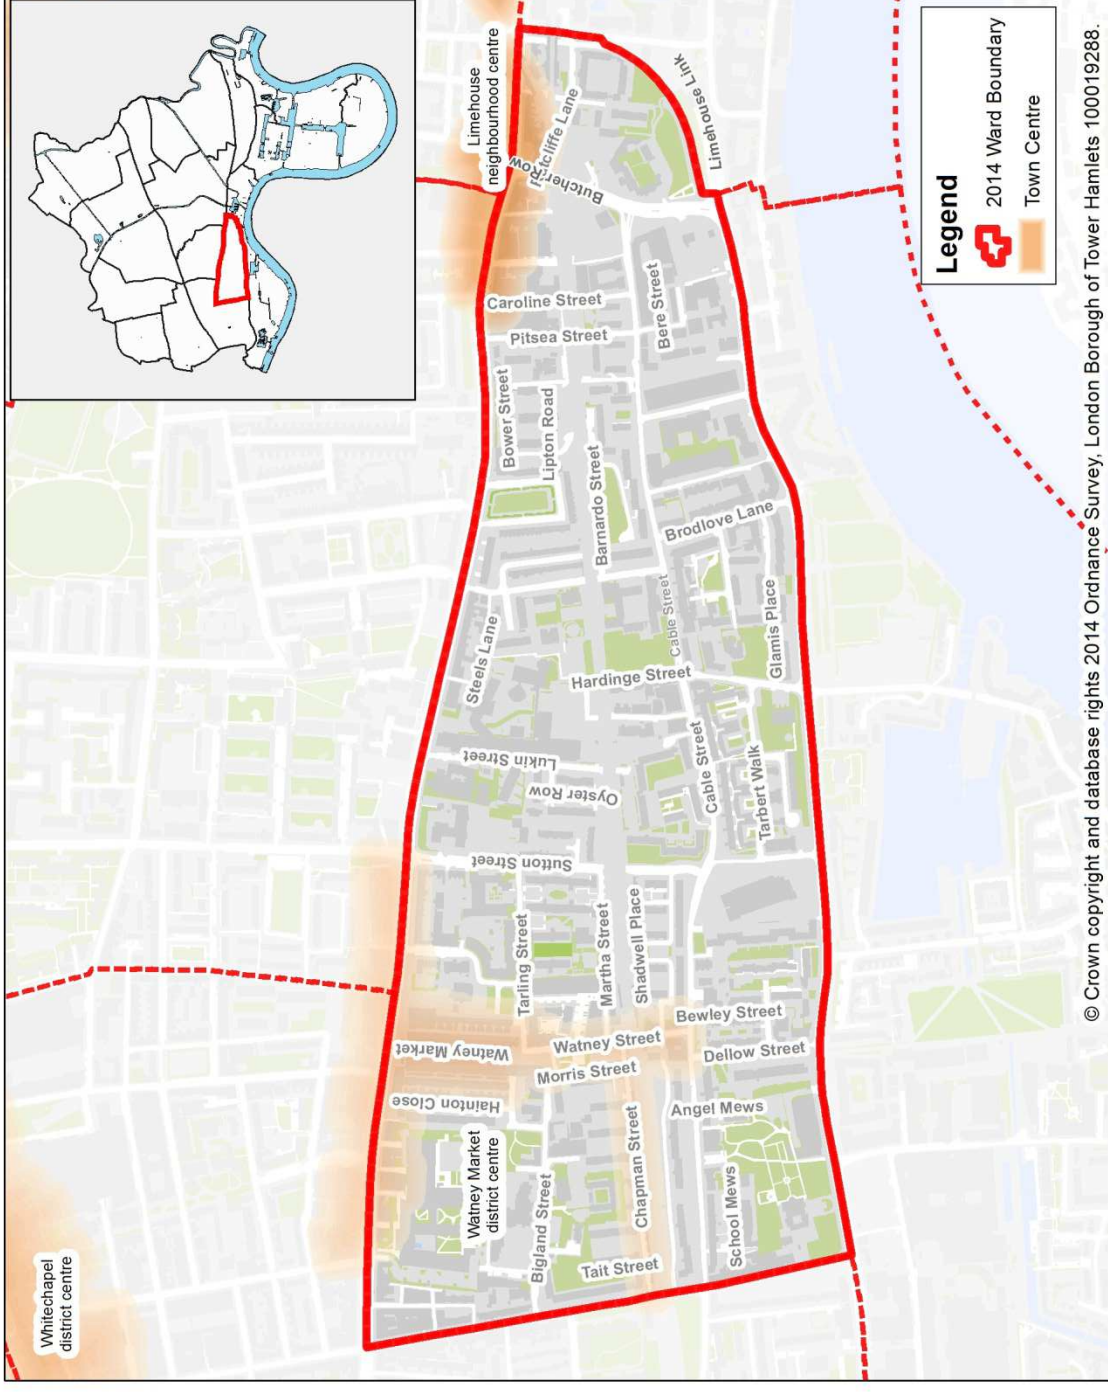 Whitechapel
district centre
Limehouse
neighbourhood centre
Watney Market
district centre
Butcher Row
Ratcliffe Lane
Limehouse Link
Caroline Street
Pitsea Street
Bere Street
Bower Street
Lipton Road
Barnardo Street
Brodlove Lane
Steels Lane
Cable Street
Glamis Place
Hardinge Street
Lukin Street
Oyster Row
Cable Street
Tarbert Walk
Sutton Street
Tarling Street
Martha Street
Shadwell Place
Bewley Street
Watney Market
Watney Street
Dellow Street
Morris Street
Hainton Close
Angel Mews
Chapman Street
Bigland Street
School Mews
Tait Street
Legend
2014 Ward Boundary
Town Centre
© Crown copyright and database rights 2014 Ordnance Survey, London Borough of Tower Hamlets 100019288.